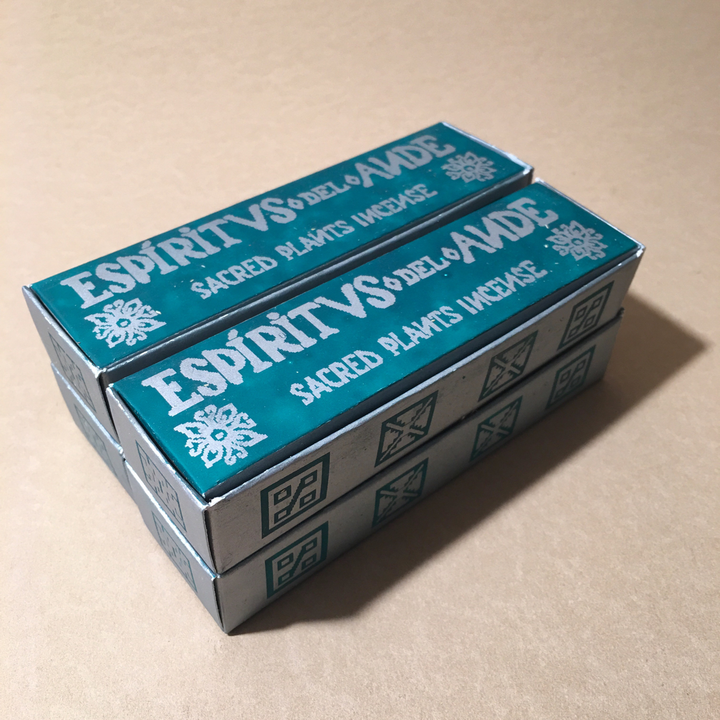 ESPÍRITVS DEL ANDE
SACRED PLANTS INCENSE
ESPÍRITVS DEL ANDE
SACRED PLANTS INCENSE